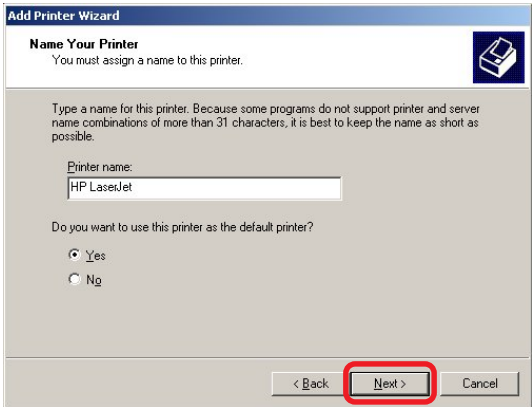 Add Printer Wizard
Name Your Printer
You must assign a name to this printer.
Type a name for this printer. Because some programs do not support printer and server
name combinations of more than 31 characters, it is best to keep the name as short as
possible.
Printer name:
HP LaserJet
Do you want to use this printer as the default printer?
Yes
No
< Back Next > Cancel